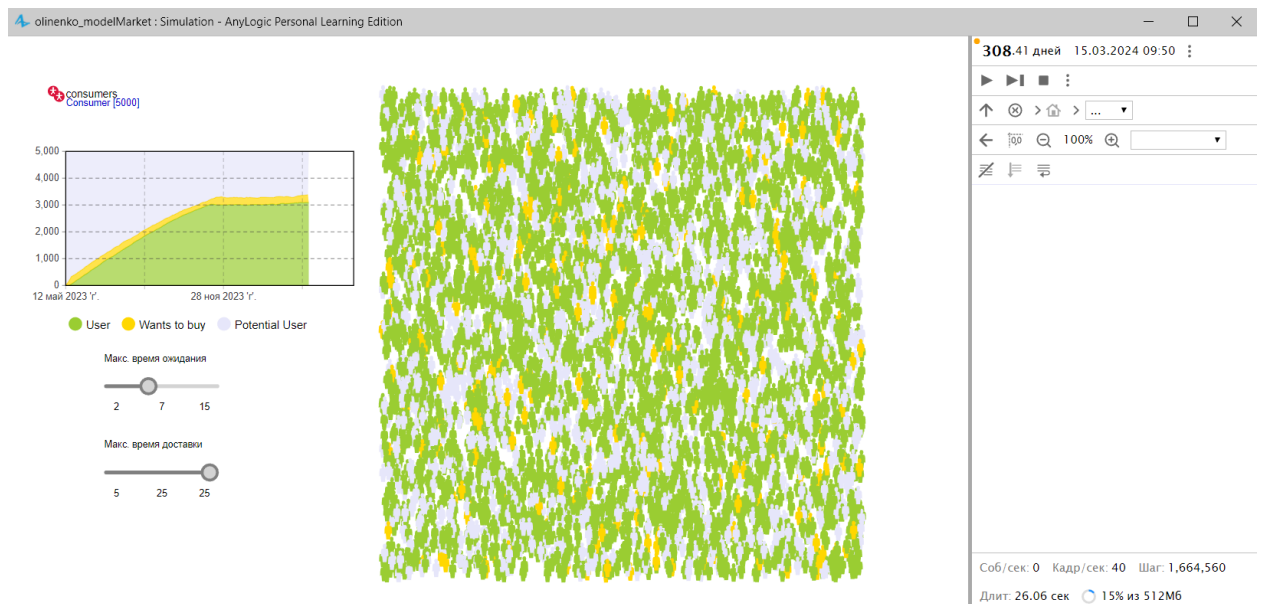 olinenko_modelMarket : Simulation - AnyLogic Personal Learning Edition
308.41 дней 15.03.2024 09:50
consumers
Consumer [5000]
...
100%
5,000
4,000
3,000
2,000
1,000
0
12 май 2023 'г'.
28 ноя 2023 'г'.
User
Wants to buy
Potential User
Макс. время ожидания
2 7 15
Макс. время доставки
5 25 25
Соб/сек: 0 Кадр/сек: 40 Шаг: 1,664,560
Длит: 26.06 сек 15% из 512Мб